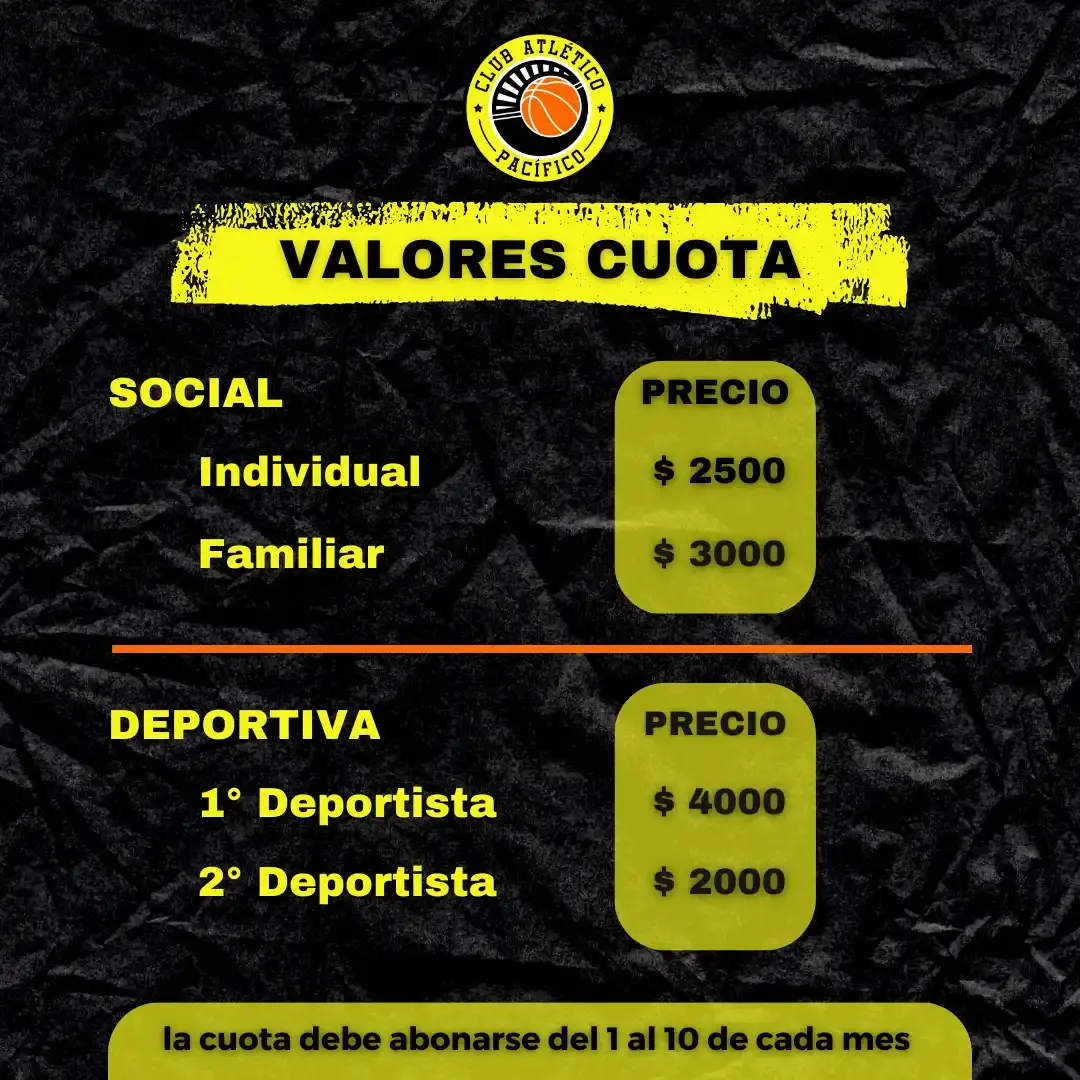 CLUB ATLÉTICO
PACÍFICO
VALORES CUOTA
SOCIAL PRECIO
Individual $ 2500
Familiar $ 3000
DEPORTIVA PRECIO
1° Deportista $ 4000
2° Deportista $ 2000
la cuota debe abonarse del 1 al 10 de cada mes